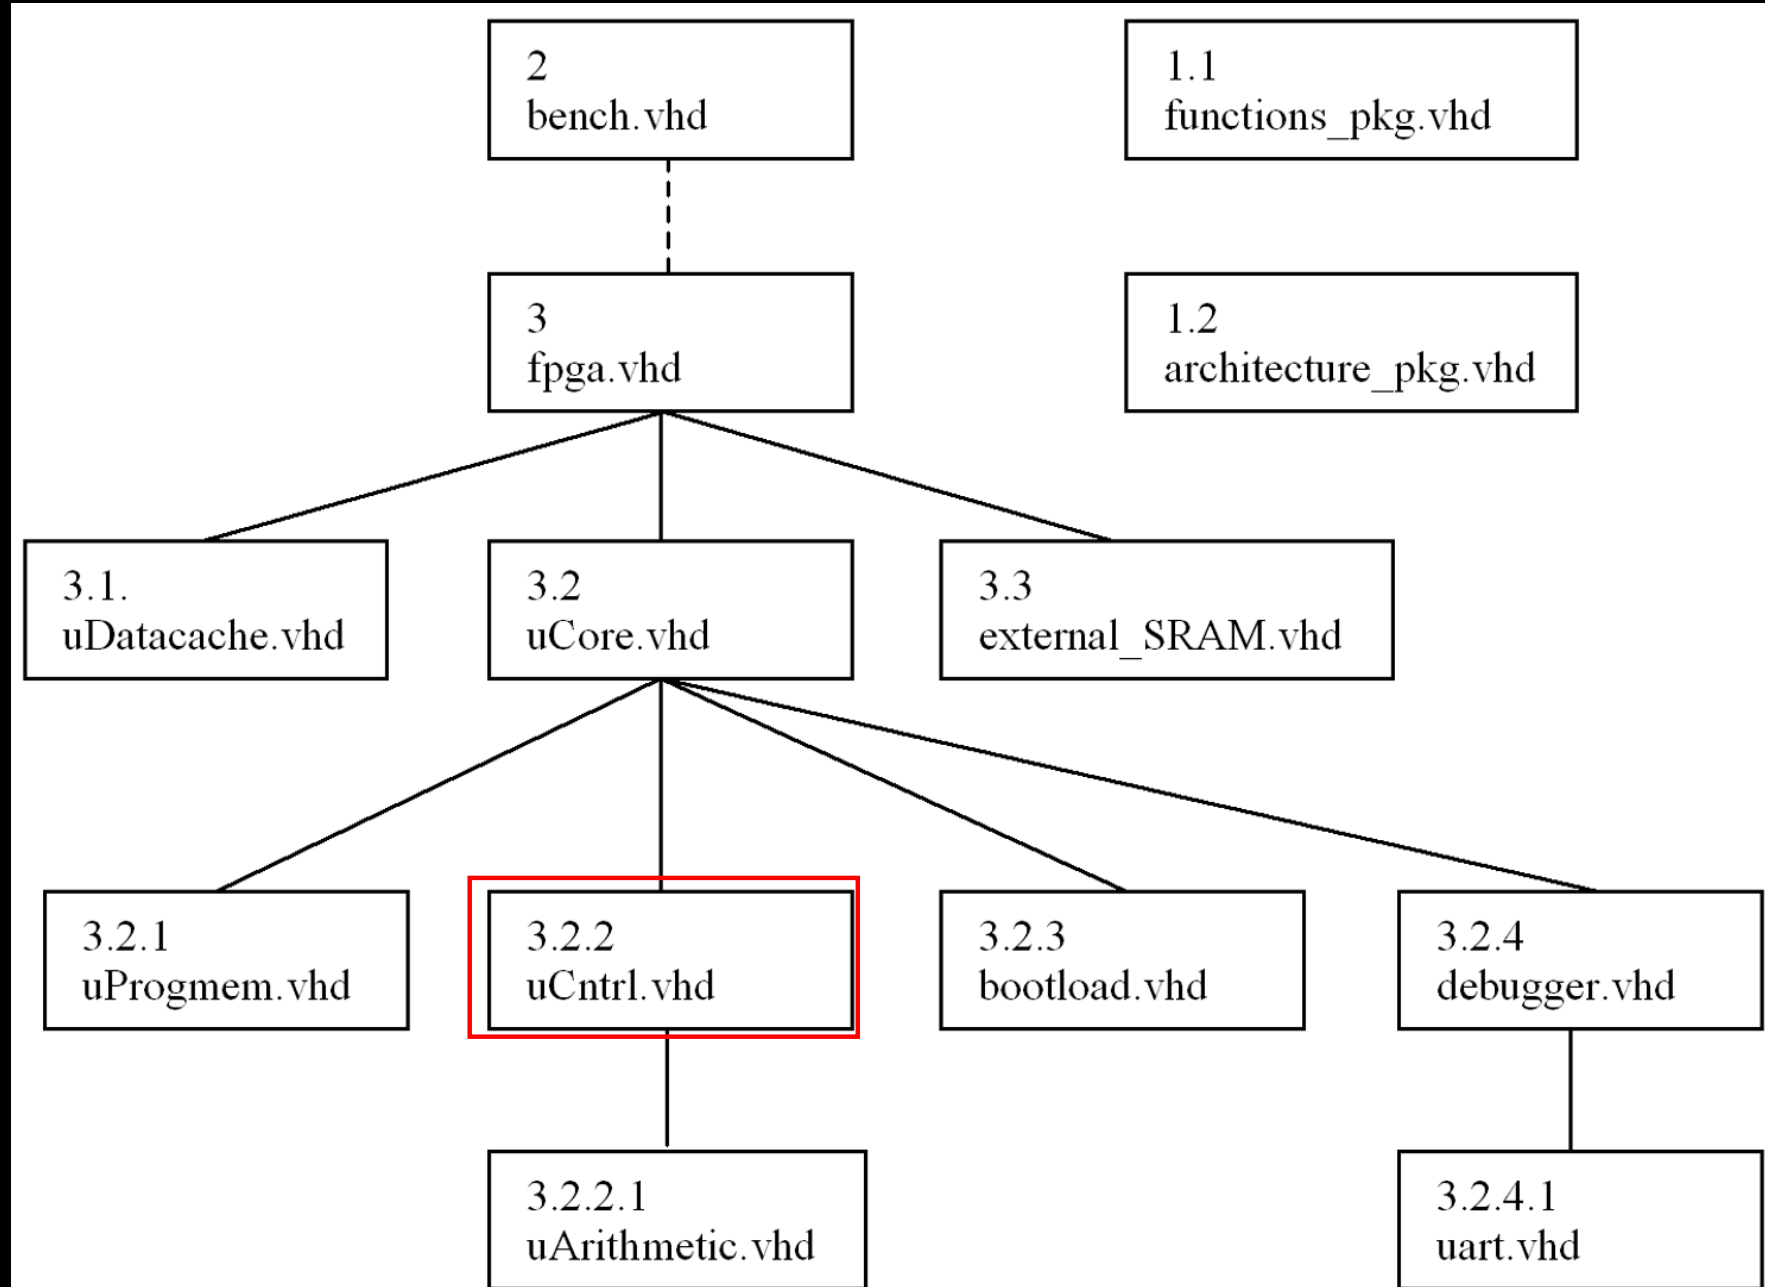 2
bench.vhd
1.1
functions_pkg.vhd
3
fpga.vhd
1.2
architecture_pkg.vhd
3.1.
uDatacache.vhd
3.2
uCore.vhd
3.3
external_SRAM.vhd
3.2.1
uProgmem.vhd
3.2.2
uCntrl.vhd
3.2.3
bootload.vhd
3.2.4
debugger.vhd
3.2.2.1
uArithmetic.vhd
3.2.4.1
uart.vhd